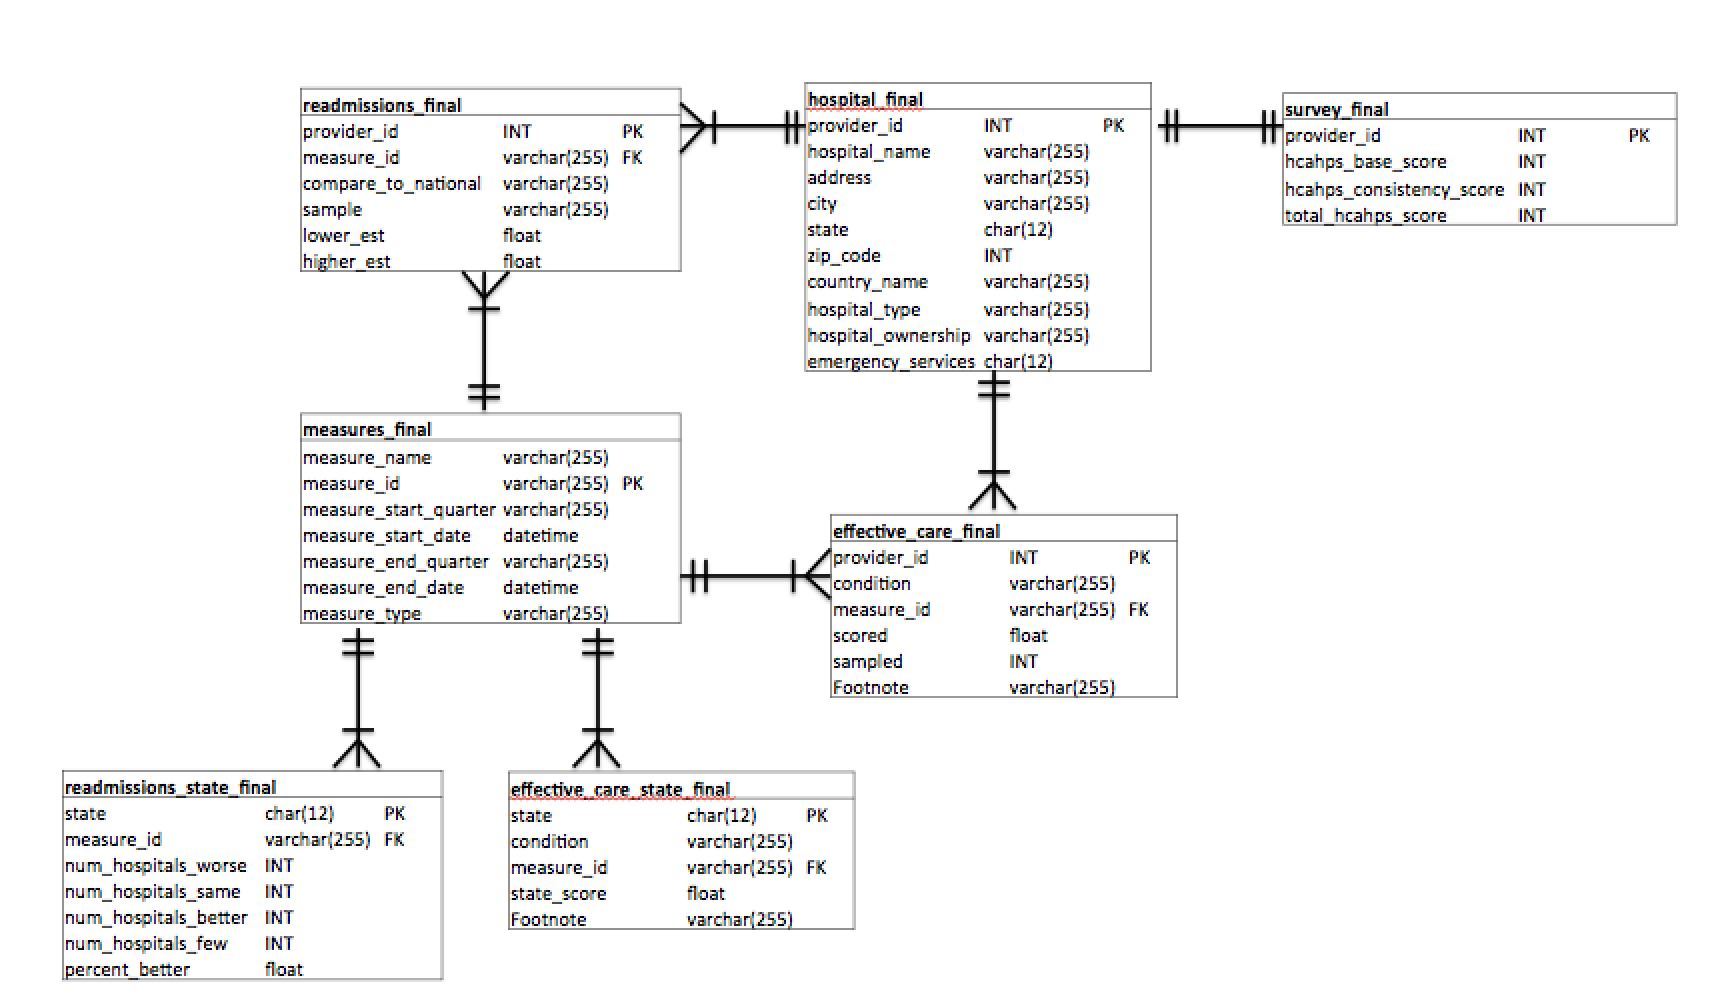 readmissions_final
provider_id INT PK
measure_id varchar(255) FK
compare_to_national varchar(255)
sample varchar(255)
lower_est float
higher_est float
hospital_final
provider_id INT PK
hospital_name varchar(255)
address varchar(255)
city varchar(255)
state char(12)
zip_code INT
country_name varchar(255)
hospital_type varchar(255)
hospital_ownership varchar(255)
emergency_services char(12)
survey_final
provider_id INT PK
hcahps_base_score INT
hcahps_consistency_score INT
total_hcahps_score INT
measures_final
measure_name varchar(255)
measure_id varchar(255) PK
measure_start_quarter varchar(255)
measure_start_date datetime
measure_end_quarter varchar(255)
measure_end_date datetime
measure_type varchar(255)
effective_care_final
provider_id INT PK
condition varchar(255)
measure_id varchar(255) FK
scored float
sampled INT
Footnote varchar(255)
readmissions_state_final
state char(12) PK
measure_id varchar(255) FK
num_hospitals_worse INT
num_hospitals_same INT
num_hospitals_better INT
num_hospitals_few INT
percent_better float
effective_care_state_final
state char(12) PK
condition varchar(255)
measure_id varchar(255) FK
state_score float
Footnote varchar(255)